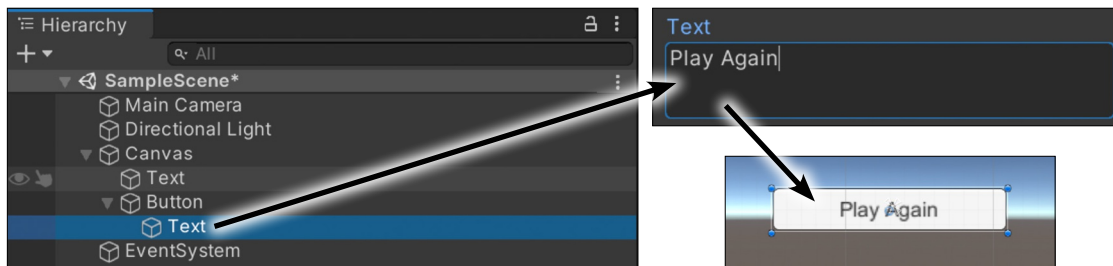 Hierarchy
All
SampleScene*
Main Camera
Directional Light
Canvas
Text
Button
Text
EventSystem
Text
Play Again
Play Again